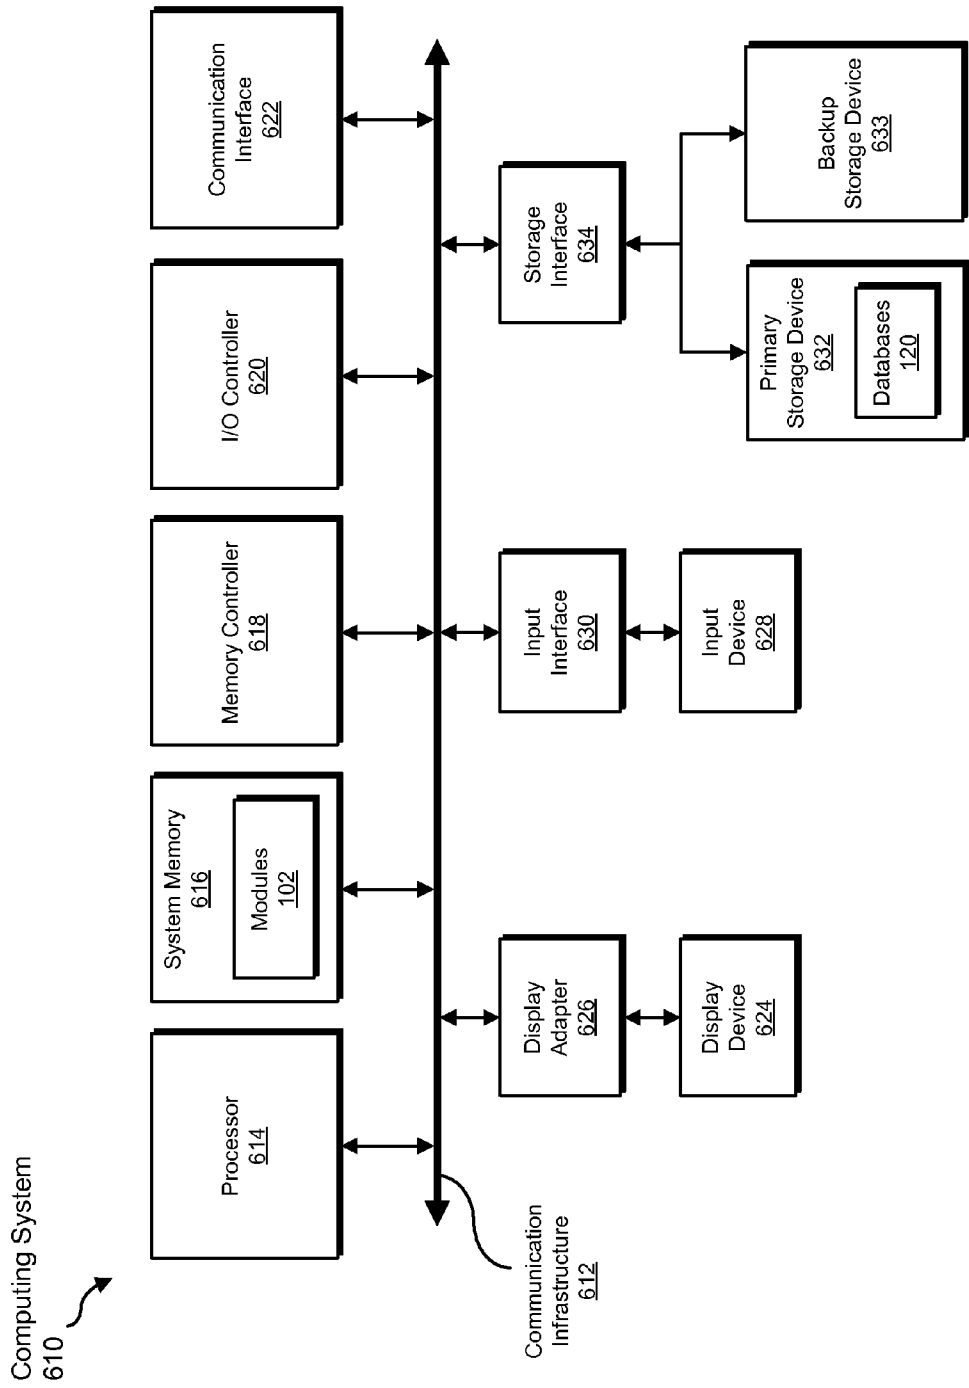 Computing System
610
Processor
614
System Memory
616
Modules
102
Memory Controller
618
I/O Controller
620
Communication
Interface
622
Communication
Infrastructure
612
Display
Adapter
626
Input
Interface
630
Storage
Interface
634
Display
Device
624
Input
Device
628
Primary
Storage Device
632
Databases
120
Backup
Storage Device
633